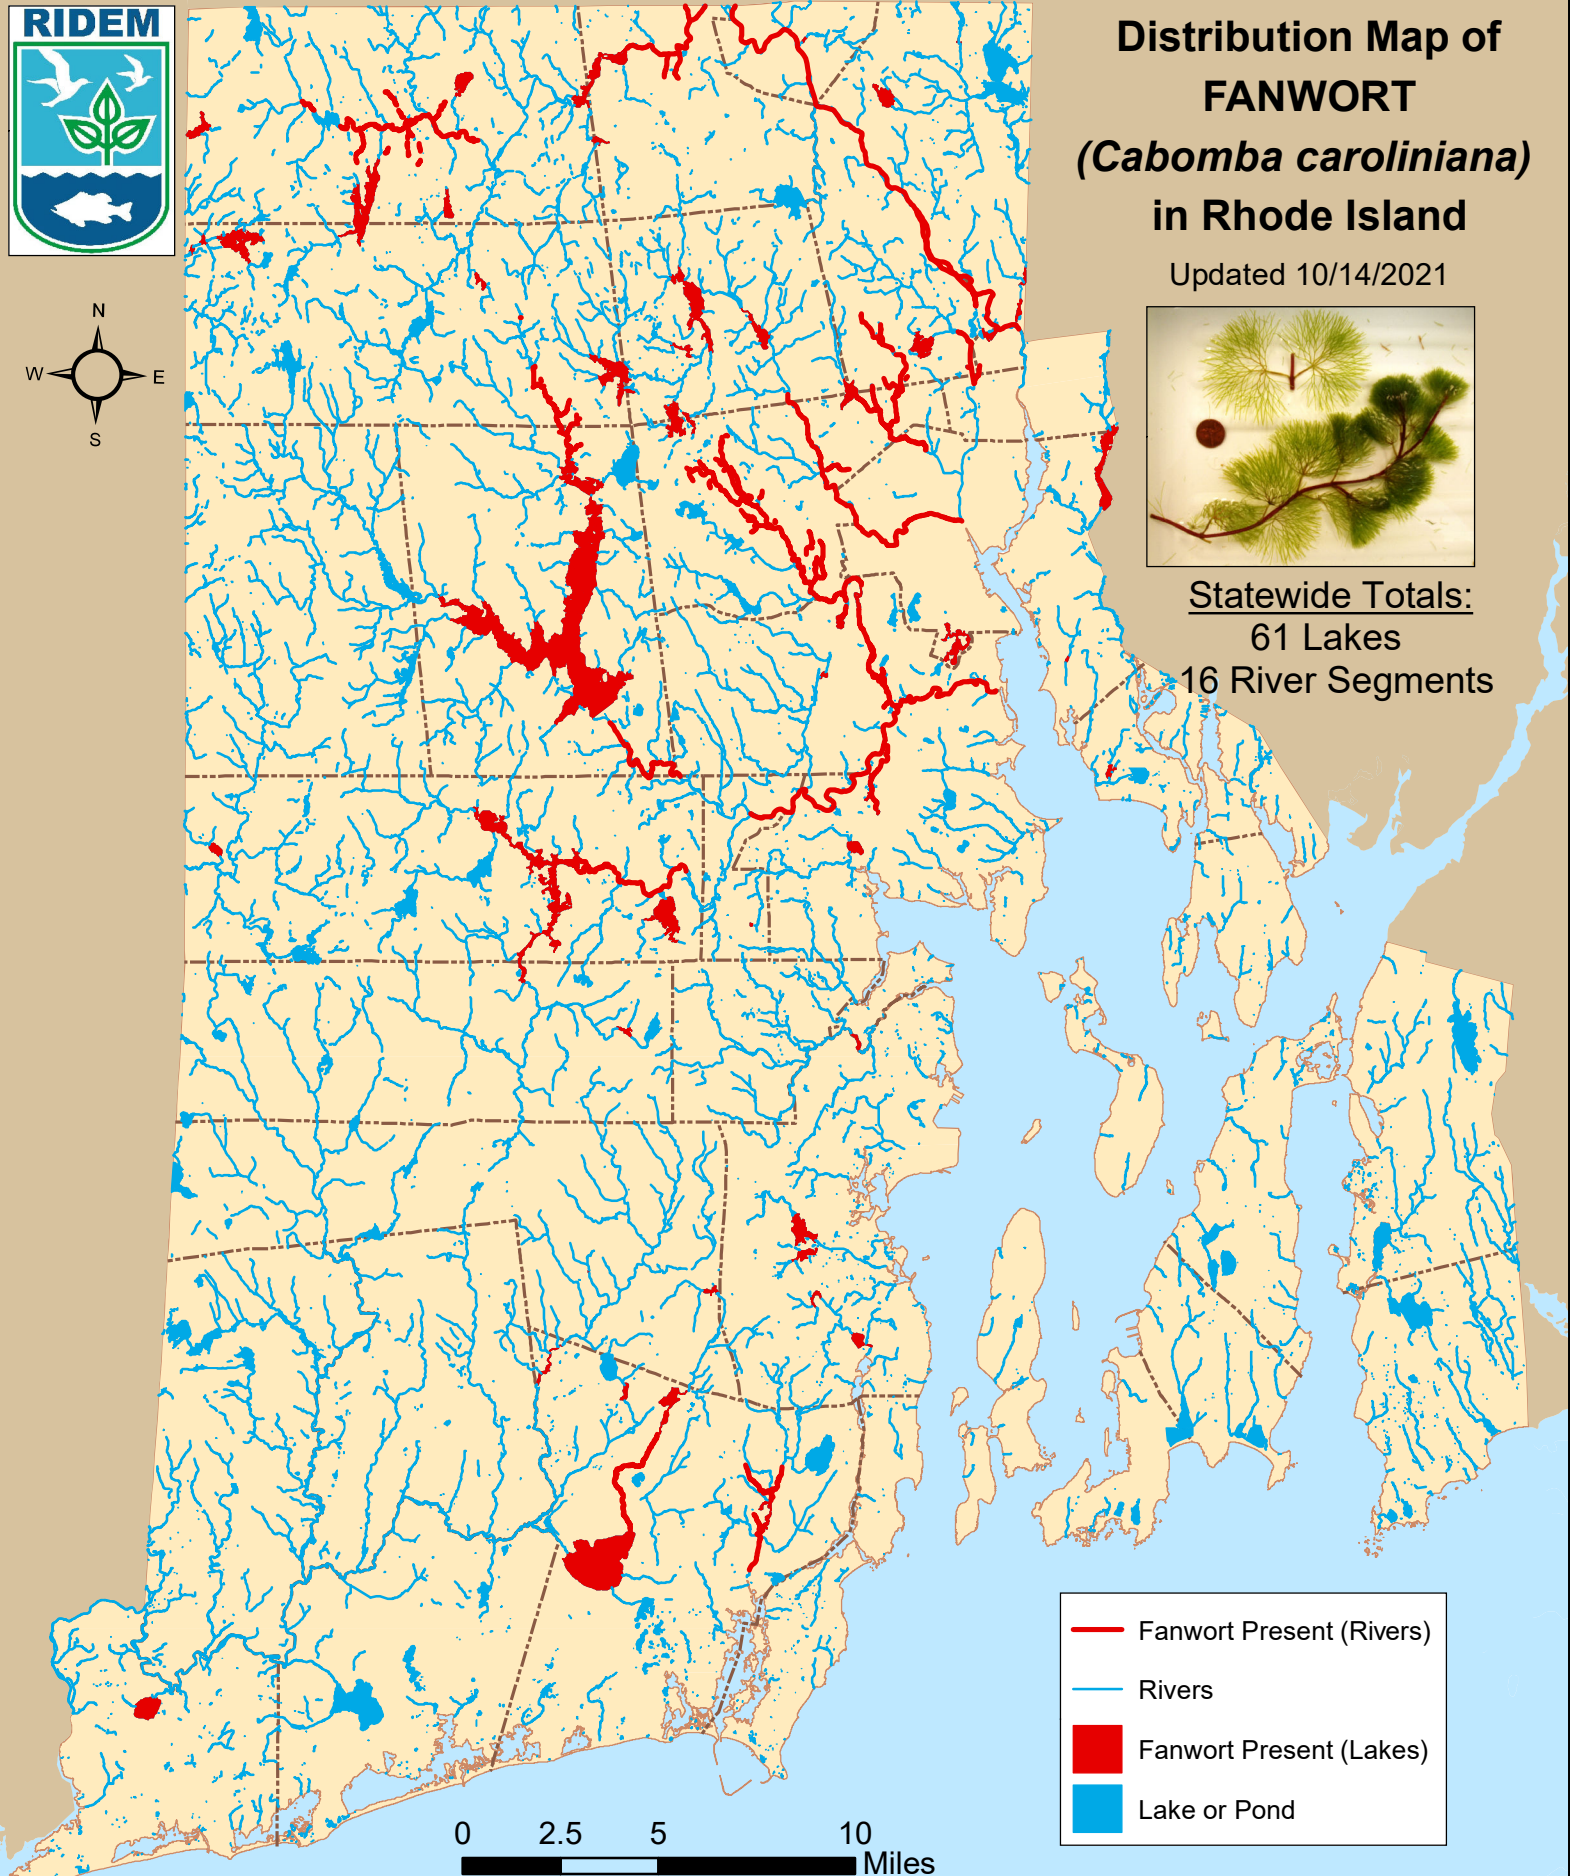 RIDEM
Distribution Map of
FANWORT
(Cabomba caroliniana)
in Rhode Island
Updated 10/14/2021
N
W
E
S
Statewide Totals:
61 Lakes
16 River Segments
Fanwort Present (Rivers)
Rivers
Fanwort Present (Lakes)
Lake or Pond
0 2.5 5 10
Miles